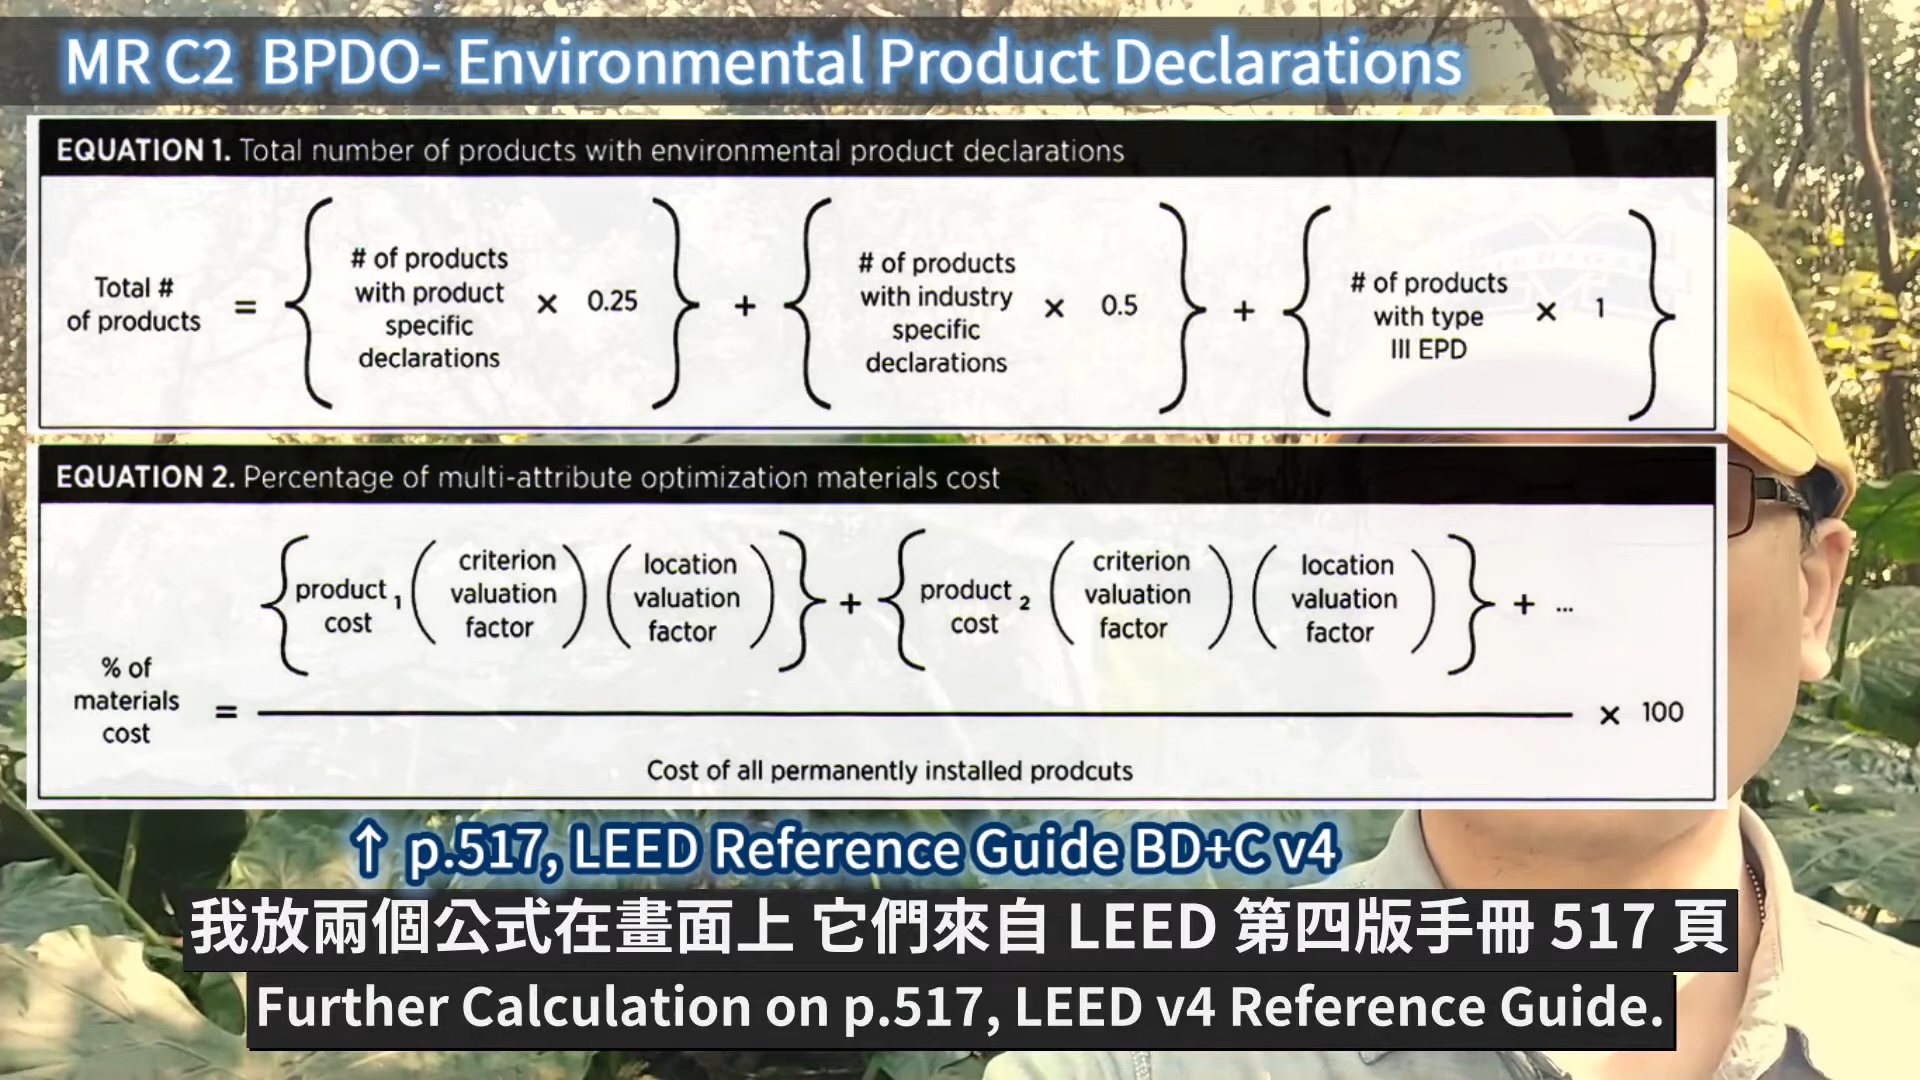 MR C2 BPDO- Environmental Product Declarations
EQUATION 1. Total number of products with environmental product declarations
Total #
of products
=
# of products
with product
specific
declarations
× 0.25
+
# of products
with industry
specific
declarations
× 0.5
+
# of products
with type
III EPD
× 1
EQUATION 2. Percentage of multi-attribute optimization materials cost
% of
materials
cost
=
product 1
cost
criterion
valuation
factor
location
valuation
factor
+
product 2
cost
criterion
valuation
factor
location
valuation
factor
+ ...
Cost of all permanently installed prodcuts
× 100
↑ p.517, LEED Reference Guide BD+C v4
我放兩個公式在畫面上 它們來自 LEED 第四版手冊 517 頁
Further Calculation on p.517, LEED v4 Reference Guide.